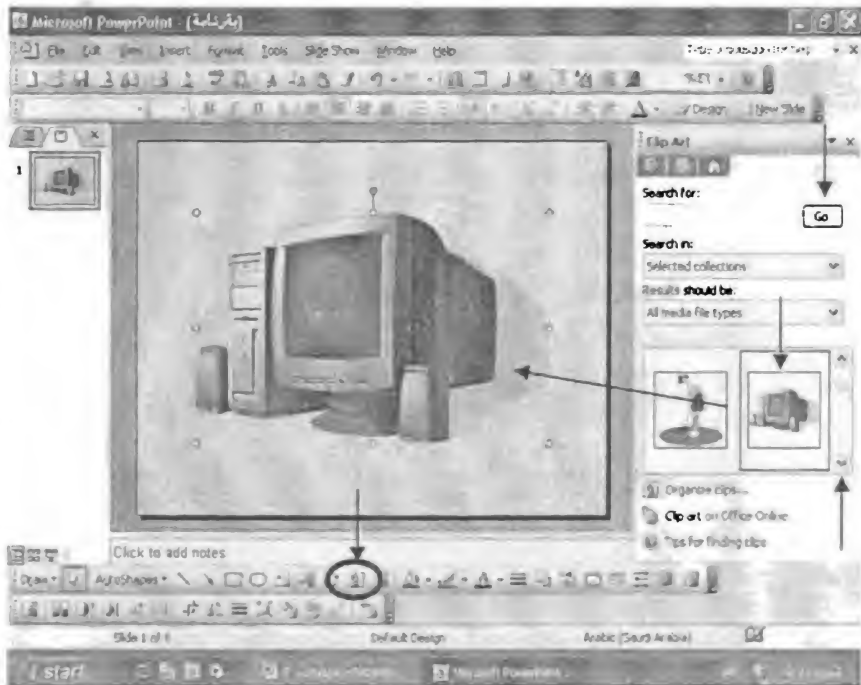 Microsoft PowerPoint - [بقرتنابة]
File Edit View Insert Format Tools Slide Show Window Help
Design New Slide
Clip Art
1
Search for:
Go
Search in:
Selected collections
Results should be:
All media file types
Organize clips...
Clip art on Office Online
Tips for finding clips
Click to add notes
Draw AutoShapes
Slide 1 of Default Design Arabic (Saudi Arabia)
start Microsoft PowerPoint